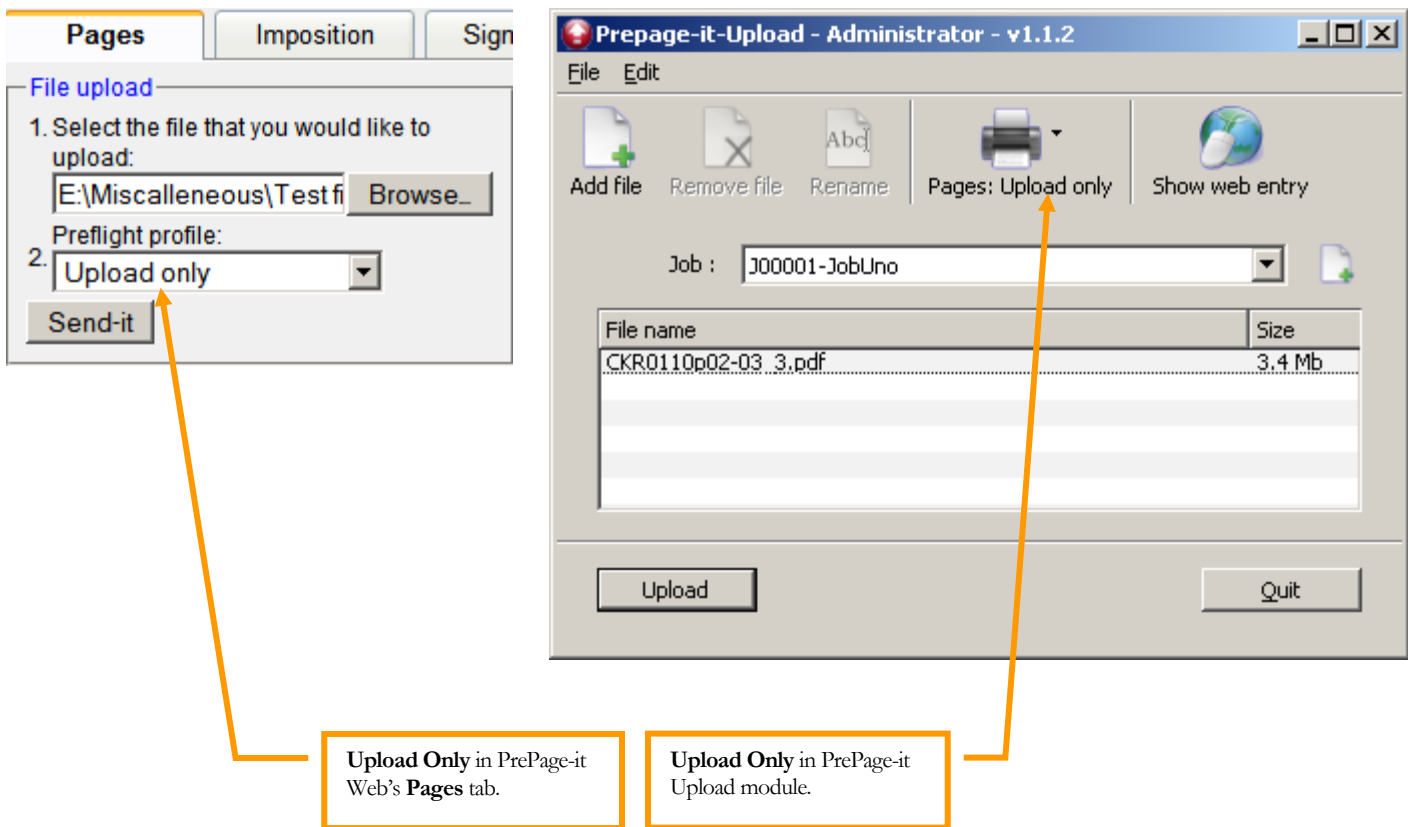 Pages
Imposition
Sign
File upload
1. Select the file that you would like to
upload:
E:\Miscalleneous\Test fi
Browse...
Preflight profile:
2.
Upload only
Send-it
Prepage-it-Upload - Administrator - v1.1.2
File Edit
Abc
Add file
Remove file
Rename
Pages: Upload only
Show web entry
Job :
J00001-JobUno
File name
Size
CKR0110p02-03_3.pdf
3.4 Mb
Upload
Quit
Upload Only in PrePage-it
Web's Pages tab.
Upload Only in PrePage-it
Upload module.